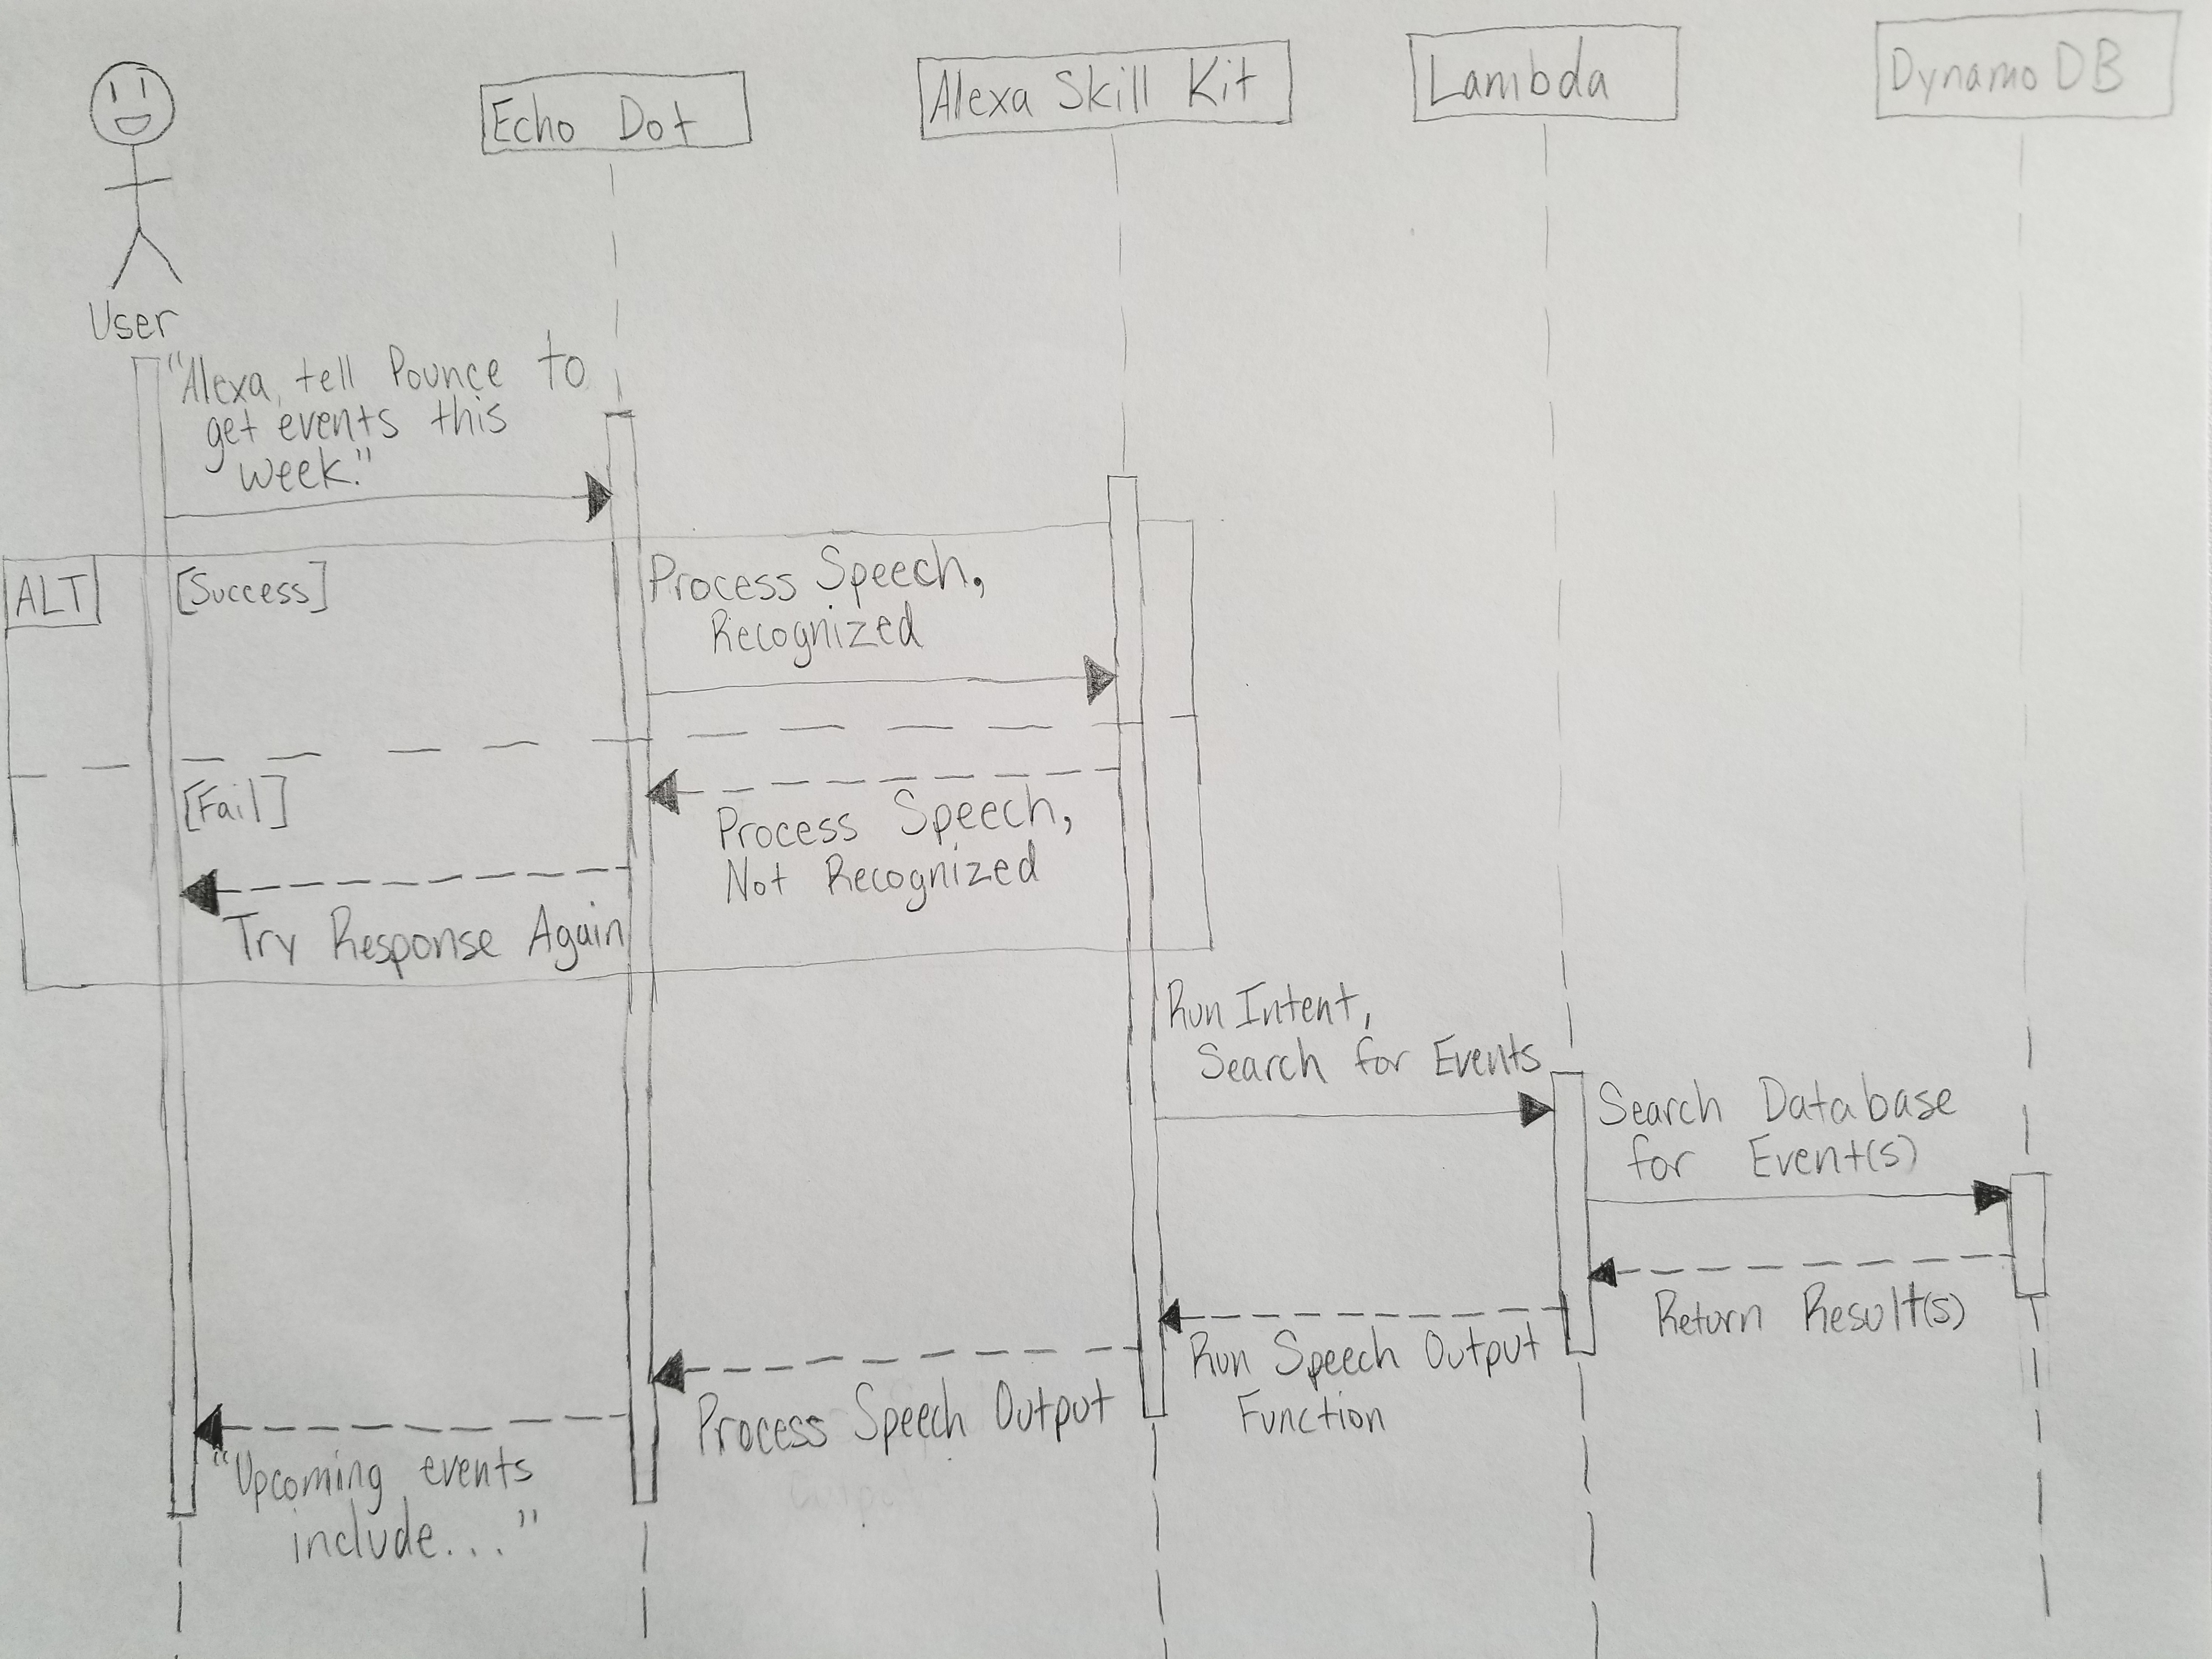 Echo Dot
Alexa Skill Kit
Lambda
Dynamo DB
User
"Alexa, tell Pounce to
get events this
week."
ALT
[Success]
Process Speech,
Recognized
[Fail]
Process Speech,
Not Recognized
Try Response Again
Run Intent,
Search for Events
Search Database
for Event(s)
Return Result(s)
Run Speech Output
Function
Process Speech Output
"Upcoming events
include..."